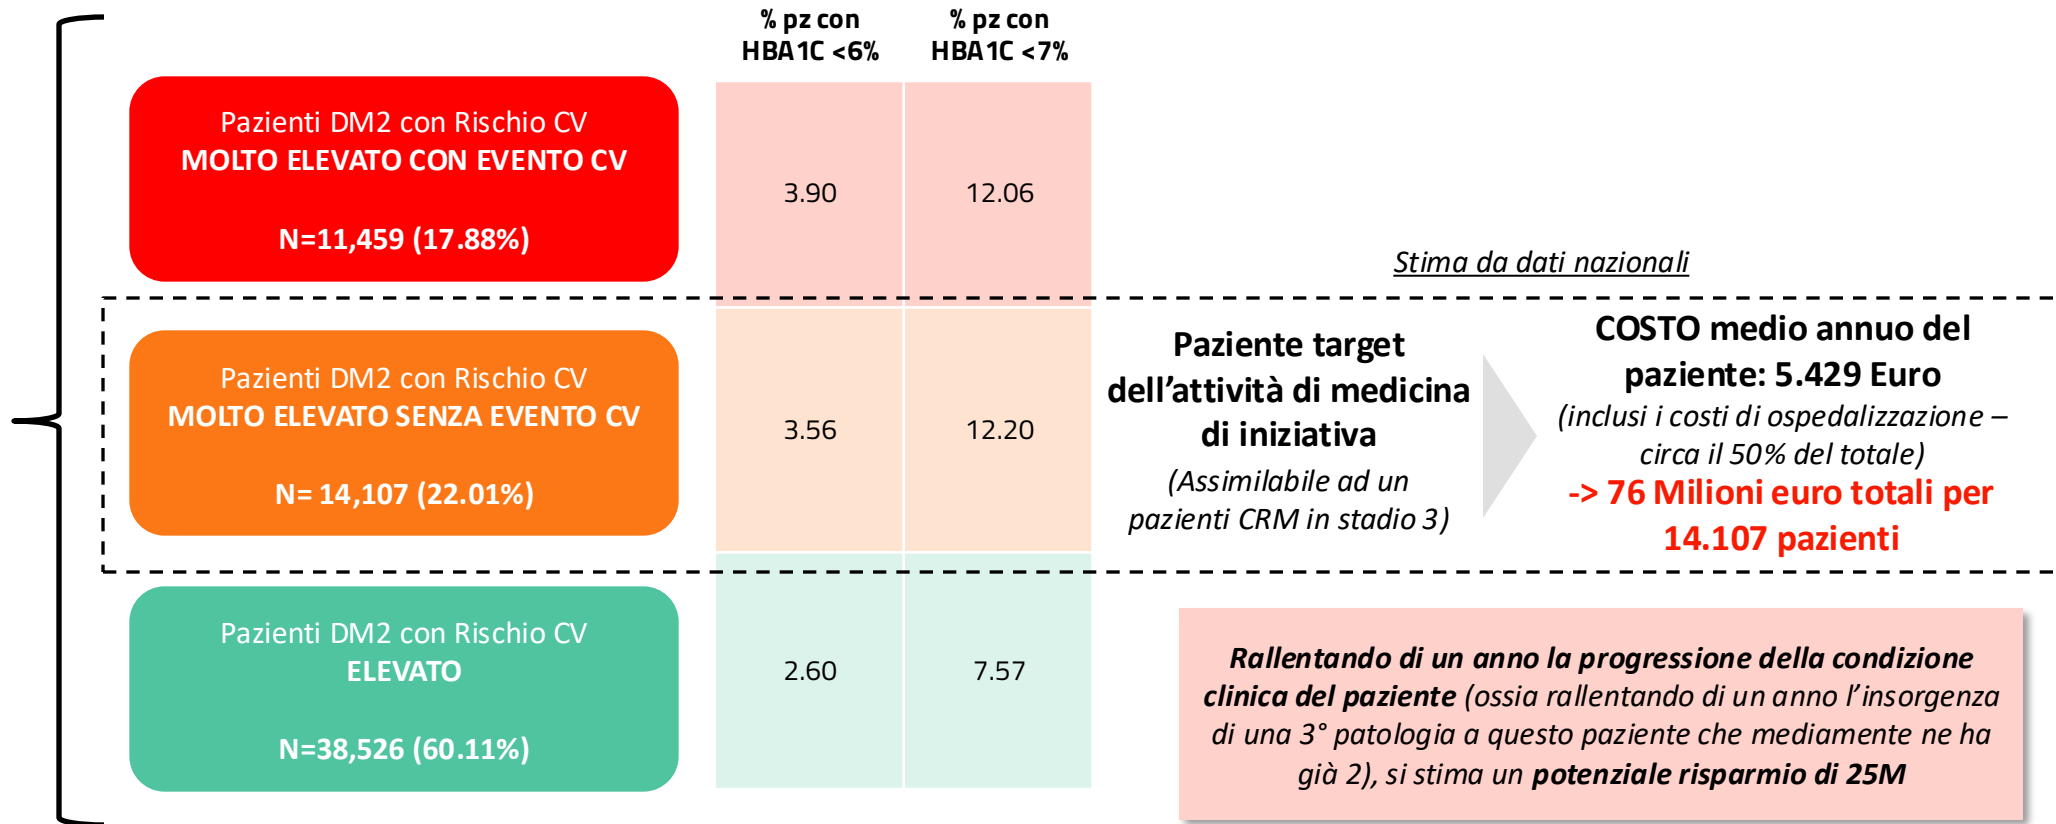 % pz con
HBA1C <6%
% pz con
HBA1C <7%
Pazienti DM2 con Rischio CV
MOLTO ELEVATO CON EVENTO CV
N=11,459 (17.88%)
3.90
12.06
Stima da dati nazionali
Pazienti DM2 con Rischio CV
MOLTO ELEVATO SENZA EVENTO CV
N= 14,107 (22.01%)
3.56
12.20
Paziente target
dell’attività di medicina
di iniziativa
(Assimilabile ad un
pazienti CRM in stadio 3)
COSTO medio annuo del
paziente: 5.429 Euro
(inclusi i costi di ospedalizzazione –
circa il 50% del totale)
-> 76 Milioni euro totali per
14.107 pazienti
Pazienti DM2 con Rischio CV
ELEVATO
N=38,526 (60.11%)
2.60
7.57
Rallentando di un anno la progressione della condizione
clinica del paziente (ossia rallentando di un anno l’insorgenza
di una 3° patologia a questo paziente che mediamente ne ha
già 2), si stima un potenziale risparmio di 25M